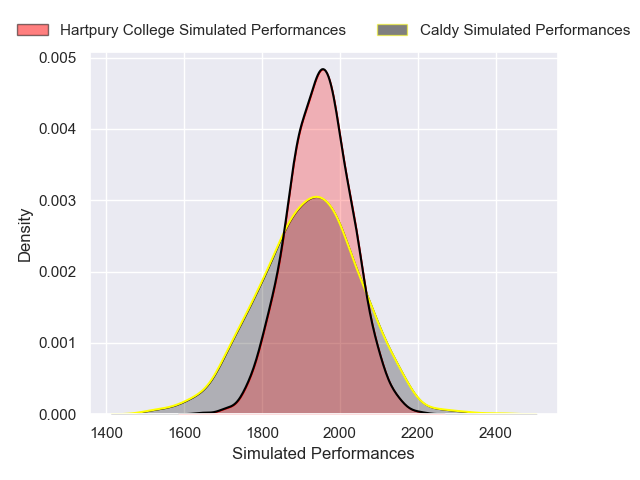 Hartpury College Simulated Performances
Caldy Simulated Performances
0.005
0.004
0.003
0.002
0.001
0.000
Density
1400 1600 1800 2000 2200 2400
Simulated Performances